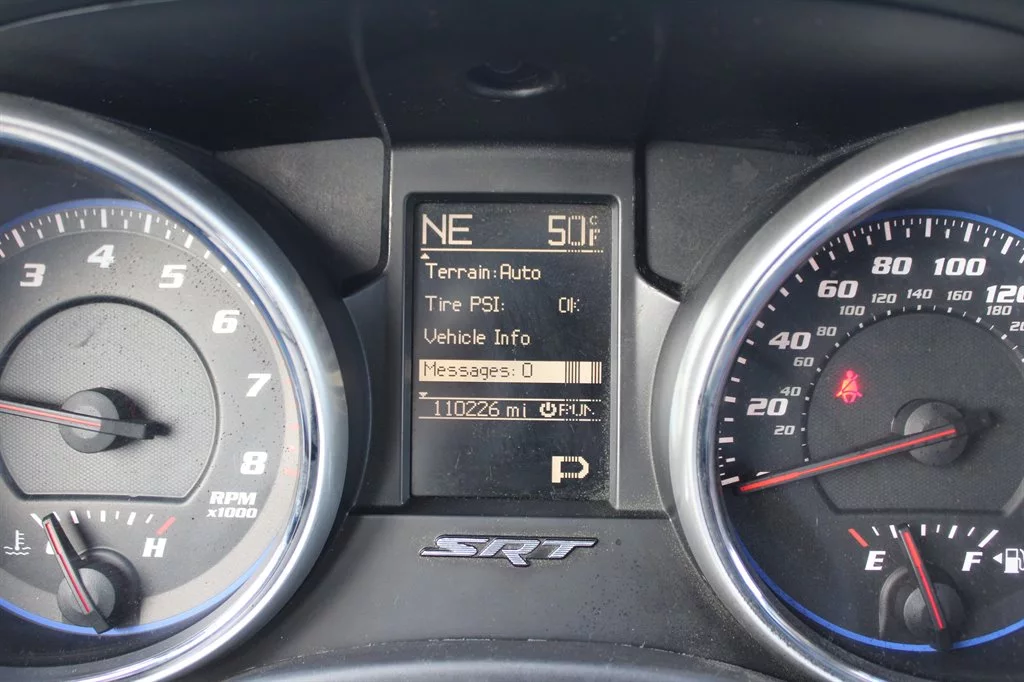 NE 50°F
Terrain:Auto
Tire PSI:
Vehicle Info
Messages: 0
110226 mi RUN
P
SRT
3
4
5
6
7
8
RPM
x1000
H
20
40
60
80
100
120
20
40
60
80
100
120
140
160
180
E
F